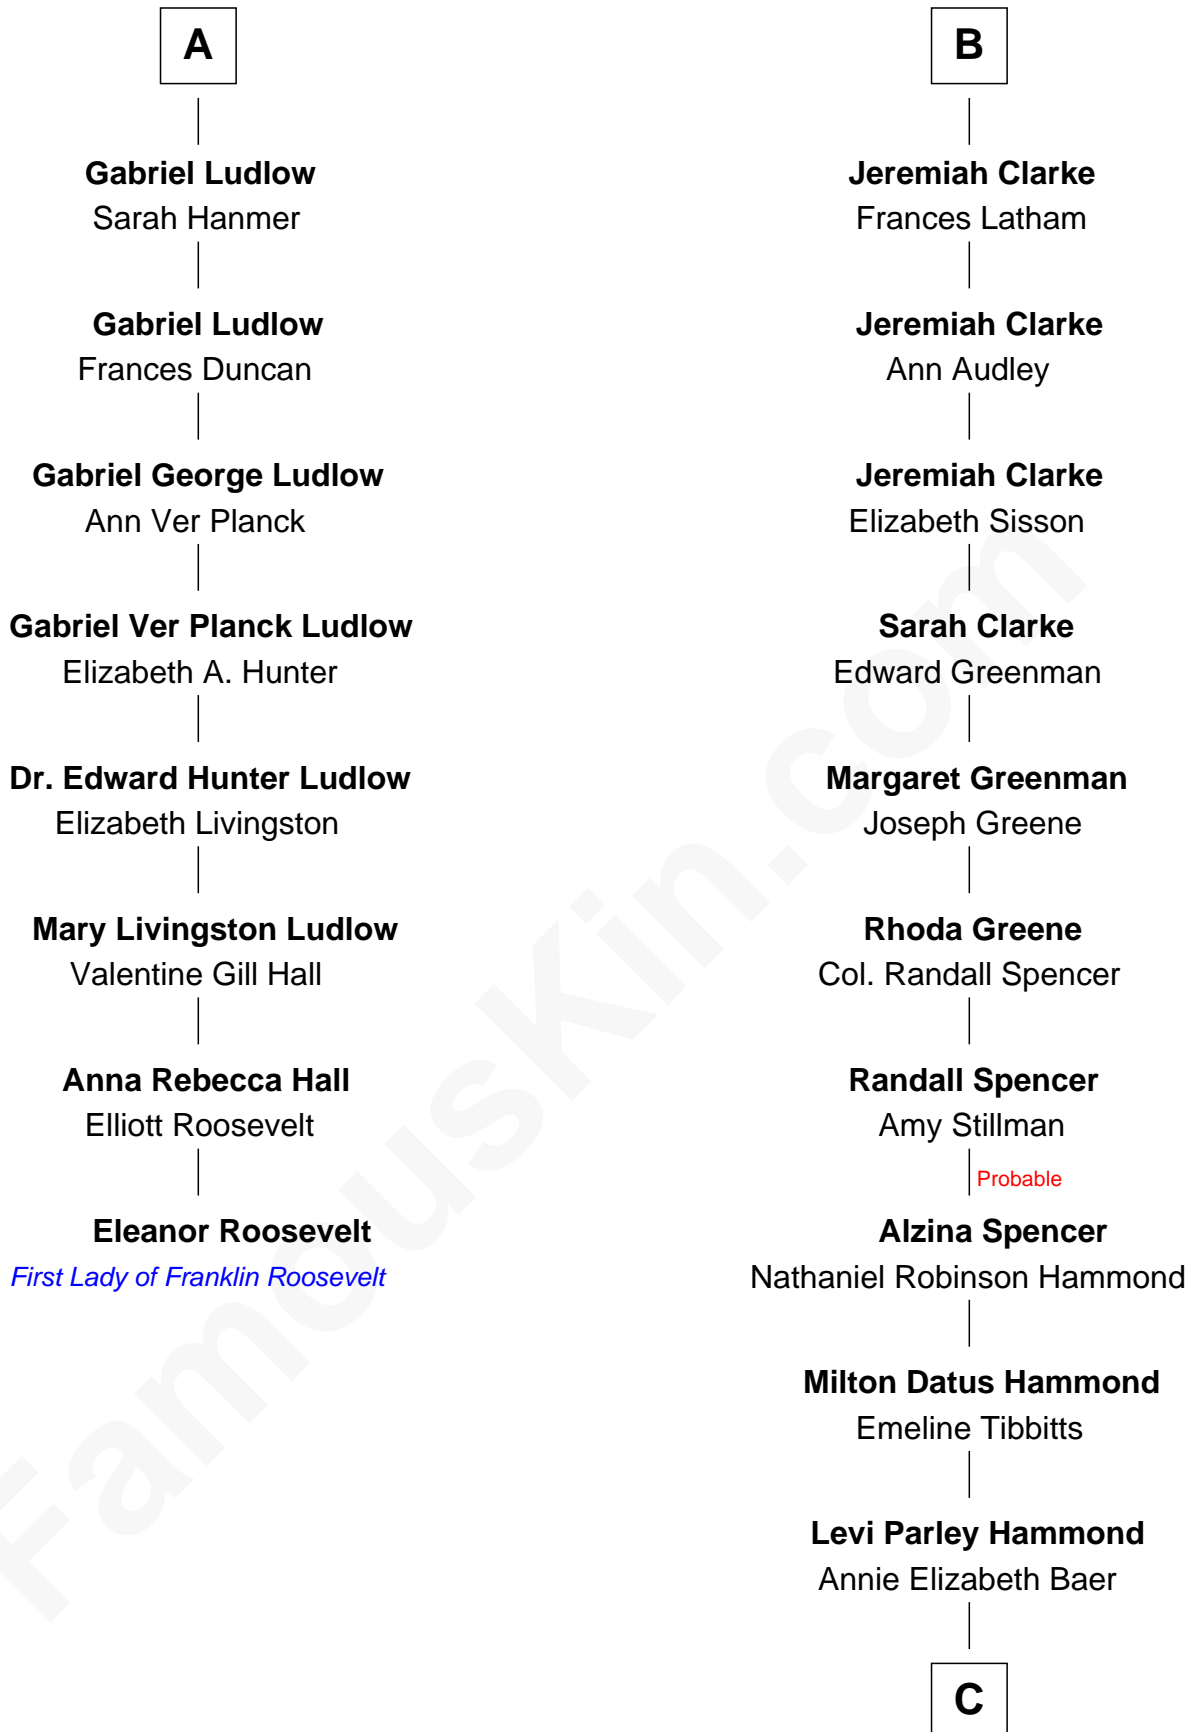 A
Gabriel Ludlow
Sarah Hanmer
Gabriel Ludlow
Frances Duncan
Gabriel George Ludlow
Ann Ver Planck
Gabriel Ver Planck Ludlow
Elizabeth A. Hunter
Dr. Edward Hunter Ludlow
Elizabeth Livingston
Mary Livingston Ludlow
Valentine Gill Hall
Anna Rebecca Hall
Elliott Roosevelt
Eleanor Roosevelt
First Lady of Franklin Roosevelt
B
Jeremiah Clarke
Frances Latham
Jeremiah Clarke
Ann Audley
Jeremiah Clarke
Elizabeth Sisson
Sarah Clarke
Edward Greenman
Margaret Greenman
Joseph Greene
Rhoda Greene
Col. Randall Spencer
Randall Spencer
Amy Stillman
Probable
Alzina Spencer
Nathaniel Robinson Hammond
Milton Datus Hammond
Emeline Tibbitts
Levi Parley Hammond
Annie Elizabeth Baer
C
FamousKin.com